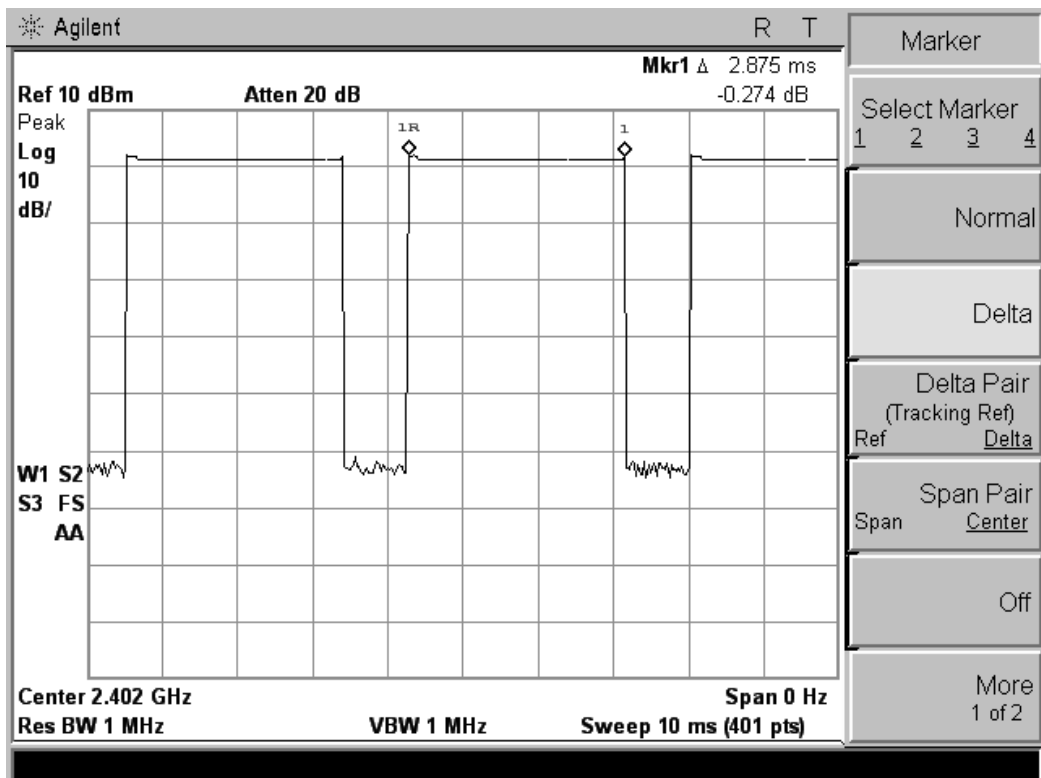 Agilent
R T
Mkr1 Δ 2.875 ms
Ref 10 dBm Atten 20 dB -0.274 dB
Peak
Log
10
dB/
1R 1
W1 S2
S3 FS
AA
Center 2.402 GHz Span 0 Hz
Res BW 1 MHz VBW 1 MHz Sweep 10 ms (401 pts)
Marker
Select Marker
1 2 3 4
Normal
Delta
Delta Pair
(Tracking Ref)
Ref Delta
Span Pair
Span Center
Off
More
1 of 2